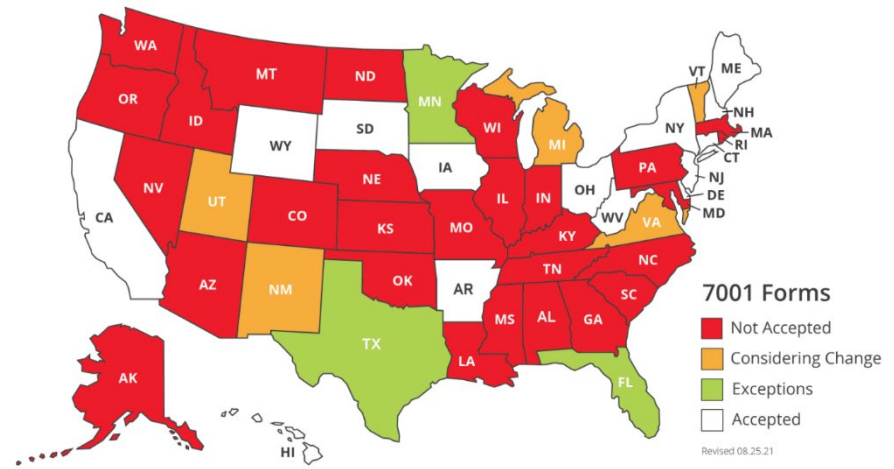 WA
MT
ND
MN
VT
ME
OR
ID
WY
SD
WI
MI
NY
NH
MA
RI
CT
NV
UT
CO
NE
IA
IL
IN
OH
PA
NJ
DE
MD
CA
KS
MO
KY
WV
VA
AZ
NM
OK
AR
TN
NC
SC
TX
LA
MS
AL
GA
FL
AK
HI
7001 Forms
Not Accepted
Considering Change
Exceptions
Accepted
Revised 08.25.21